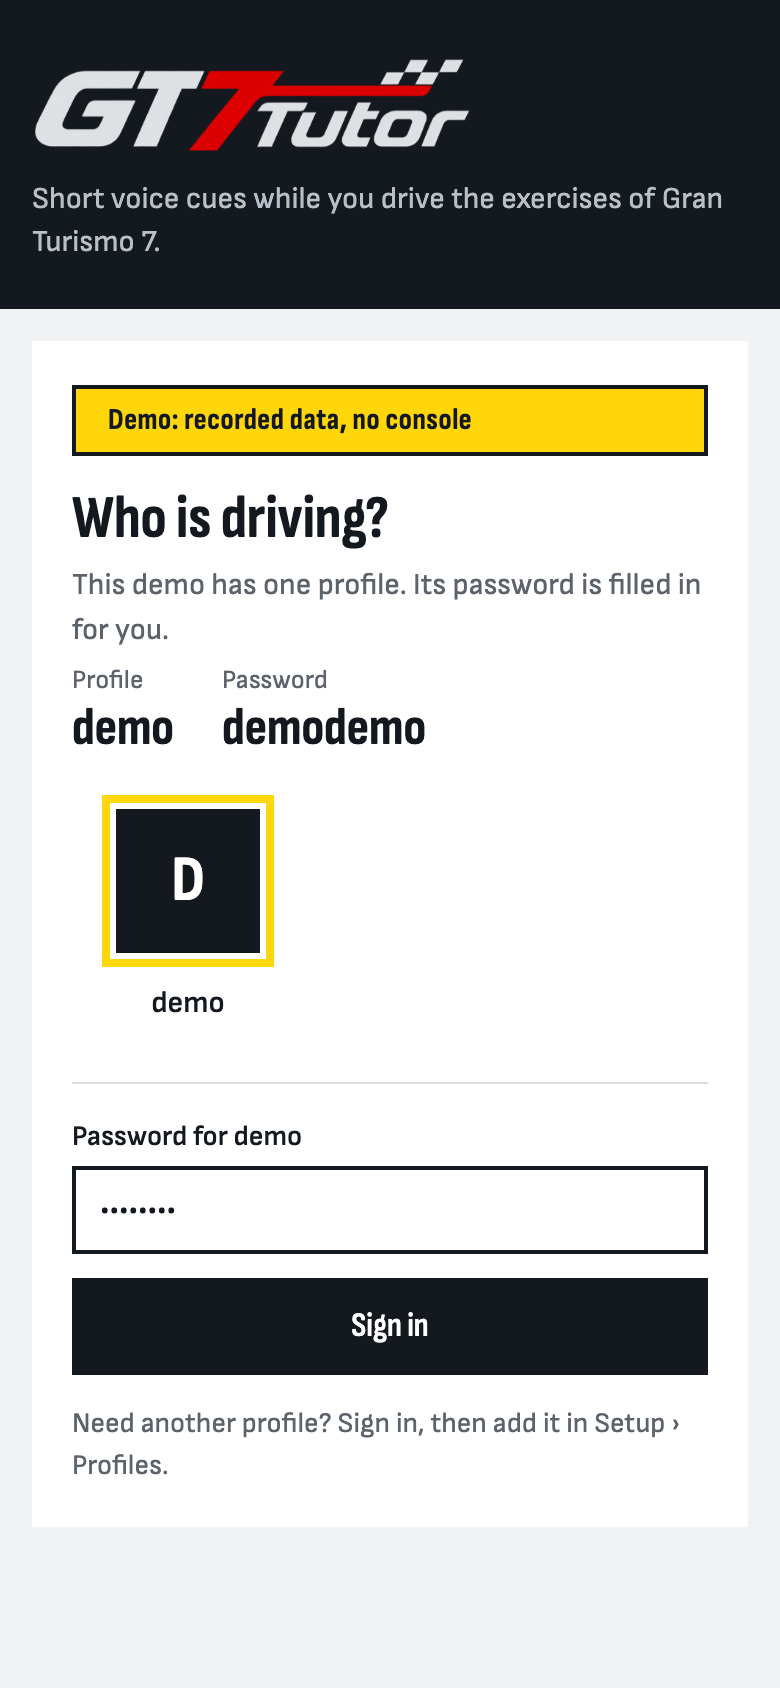 GT7 Tutor
Short voice cues while you drive the exercises of Gran
Turismo 7.
Demo: recorded data, no console
Who is driving?
This demo has one profile. Its password is filled in
for you.
Profile Password
demo demodemo
D
demo
Password for demo
••••••••
Sign in
Need another profile? Sign in, then add it in Setup ›
Profiles.